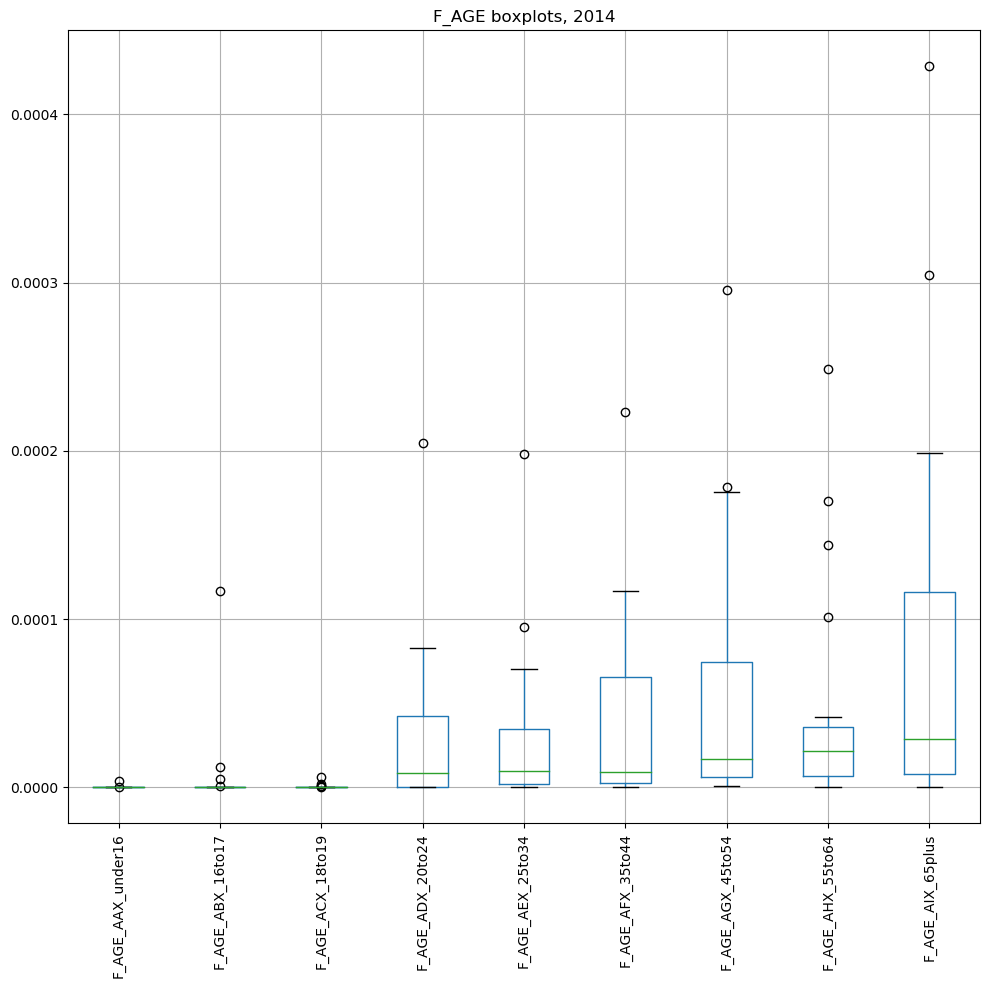 F_AGE boxplots, 2014
0.0004
0.0003
0.0002
0.0001
0.0000
F_AGE_AAX_under16
F_AGE_ABX_16to17
F_AGE_ACX_18to19
F_AGE_ADX_20to24
F_AGE_AEX_25to34
F_AGE_AFX_35to44
F_AGE_AGX_45to54
F_AGE_AHX_55to64
F_AGE_AIX_65plus